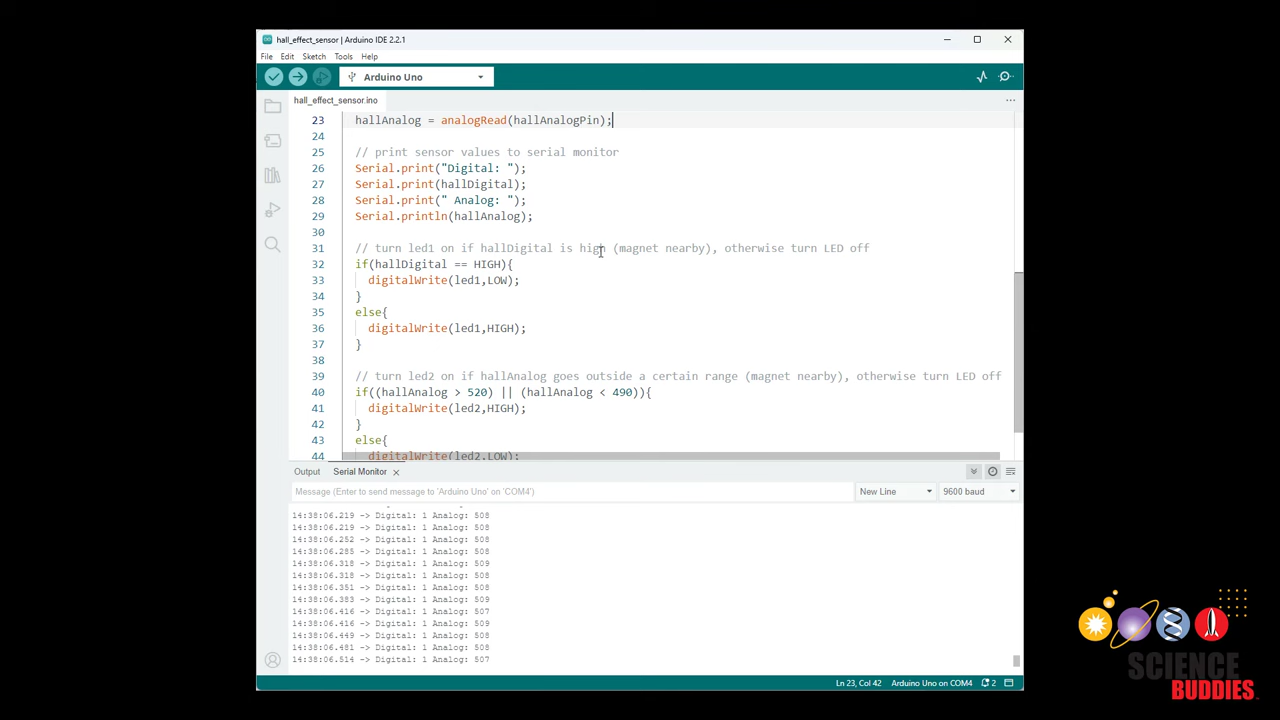 hall_effect_sensor | Arduino IDE 2.2.1
File Edit Sketch Tools Help
Arduino Uno
hall_effect_sensor.ino
23 hallAnalog = analogRead(hallAnalogPin);
24
25 // print sensor values to serial monitor
26 Serial.print("Digital: ");
27 Serial.print(hallDigital);
28 Serial.print(" Analog: ");
29 Serial.println(hallAnalog);
30
31 // turn led1 on if hallDigital is high (magnet nearby), otherwise turn LED off
32 if(hallDigital == HIGH){
33 digitalWrite(led1,LOW);
34 }
35 else{
36 digitalWrite(led1,HIGH);
37 }
38
39 // turn led2 on if hallAnalog goes outside a certain range (magnet nearby), otherwise turn LED off
40 if((hallAnalog > 520) || (hallAnalog < 490)){
41 digitalWrite(led2,HIGH);
42 }
43 else{
44 digitalWrite(led2,LOW);
Output Serial Monitor
Message (Enter to send message to 'Arduino Uno' on 'COM4') New Line 9600 baud
14:38:06.219 -> Digital: 1 Analog: 508
14:38:06.219 -> Digital: 1 Analog: 508
14:38:06.252 -> Digital: 1 Analog: 508
14:38:06.285 -> Digital: 1 Analog: 508
14:38:06.318 -> Digital: 1 Analog: 509
14:38:06.318 -> Digital: 1 Analog: 508
14:38:06.351 -> Digital: 1 Analog: 508
14:38:06.383 -> Digital: 1 Analog: 509
14:38:06.416 -> Digital: 1 Analog: 507
14:38:06.416 -> Digital: 1 Analog: 509
14:38:06.449 -> Digital: 1 Analog: 508
14:38:06.481 -> Digital: 1 Analog: 508
14:38:06.514 -> Digital: 1 Analog: 507
Ln 23, Col 42 Arduino Uno on COM4 2
SCIENCE
BUDDIES